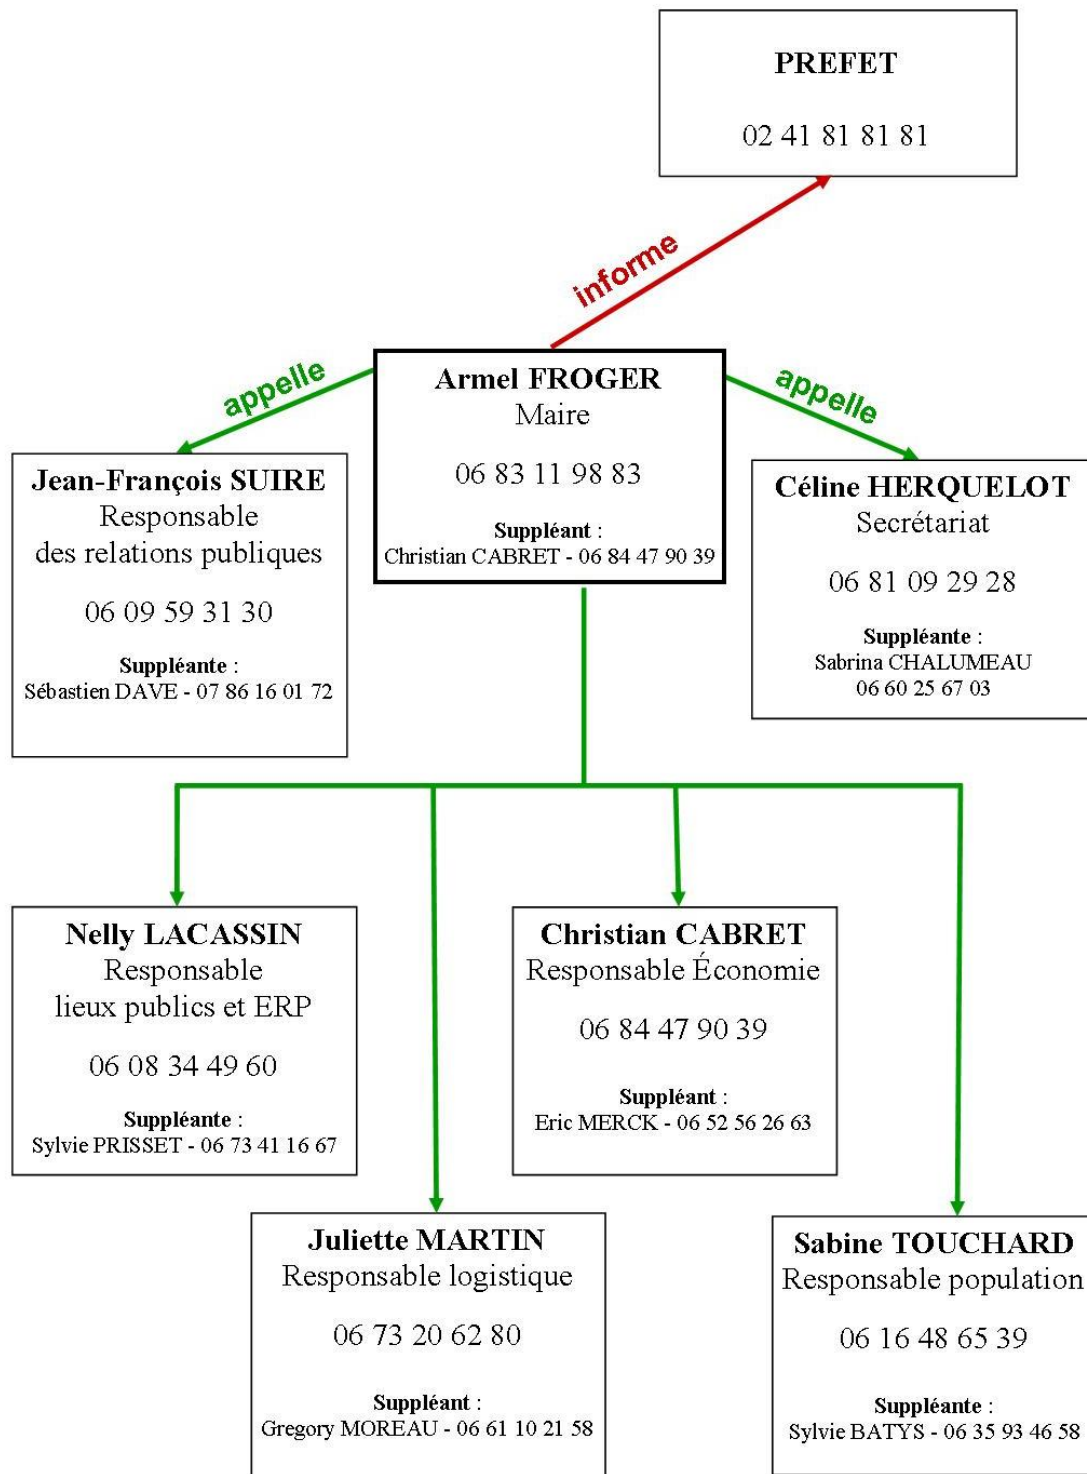 PREFET
02 41 81 81 81
informe
appelle
appelle
Armel FROGER
Maire
06 83 11 98 83
Suppléant :
Christian CABRET - 06 84 47 90 39
Jean-François SUIRE
Responsable
des relations publiques
06 09 59 31 30
Suppléante :
Sébastien DAVE - 07 86 16 01 72
Céline HERQUELOT
Secrétariat
06 81 09 29 28
Suppléante :
Sabrina CHALUMEAU
06 60 25 67 03
Nelly LACASSIN
Responsable
lieux publics et ERP
06 08 34 49 60
Suppléante :
Sylvie PRISSET - 06 73 41 16 67
Christian CABRET
Responsable Économie
06 84 47 90 39
Suppléant :
Eric MERCK - 06 52 56 26 63
Juliette MARTIN
Responsable logistique
06 73 20 62 80
Suppléant :
Gregory MOREAU - 06 61 10 21 58
Sabine TOUCHARD
Responsable population
06 16 48 65 39
Suppléante :
Sylvie BATYS - 06 35 93 46 58